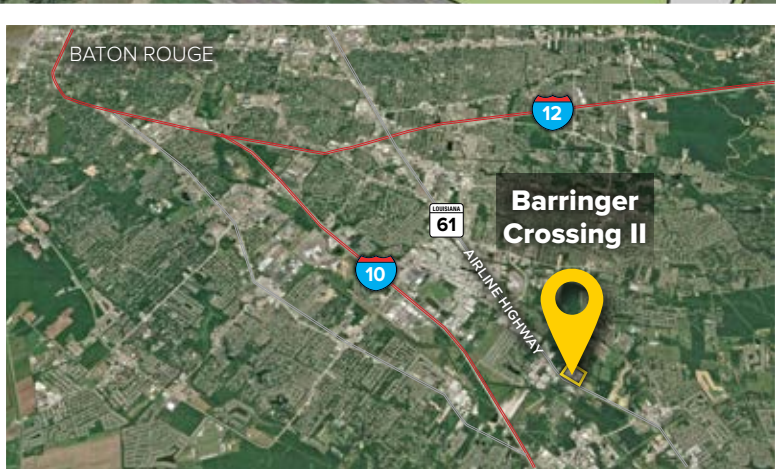 BATON ROUGE
12
Barringer
Crossing II
LOUISIANA
61
AIRLINE HIGHWAY
10